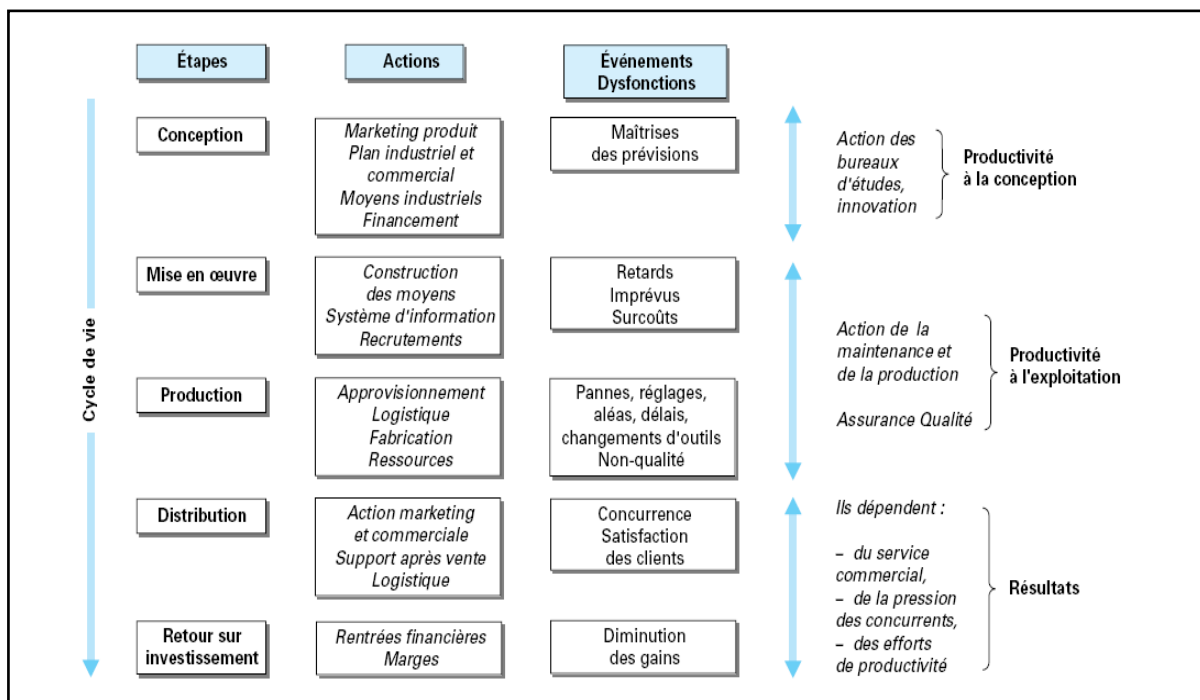 Étapes
Actions
Événements
Dysfonctions
Cycle de vie
Conception
Marketing produit
Plan industriel et
commercial
Moyens industriels
Financement
Maîtrises
des prévisions
Action des
bureaux
d'études,
innovation
Productivité
à la conception
Mise en œuvre
Construction
des moyens
Système d'information
Recrutements
Retards
Imprévus
Surcoûts
Production
Approvisionnement
Logistique
Fabrication
Ressources
Pannes, réglages,
aléas, délais,
changements d'outils
Non-qualité
Action de la
maintenance et
de la production
Assurance Qualité
Productivité
à l'exploitation
Distribution
Action marketing
et commerciale
Support après vente
Logistique
Concurrence
Satisfaction
des clients
Retour sur
investissement
Rentrées financières
Marges
Diminution
des gains
Ils dépendent :
– du service
commercial,
– de la pression
des concurrents,
– des efforts
de productivité
Résultats